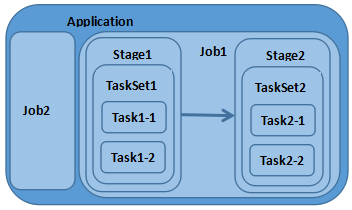 Application
Job2
Job1
Stage1
TaskSet1
Task1-1
Task1-2
Stage2
TaskSet2
Task2-1
Task2-2